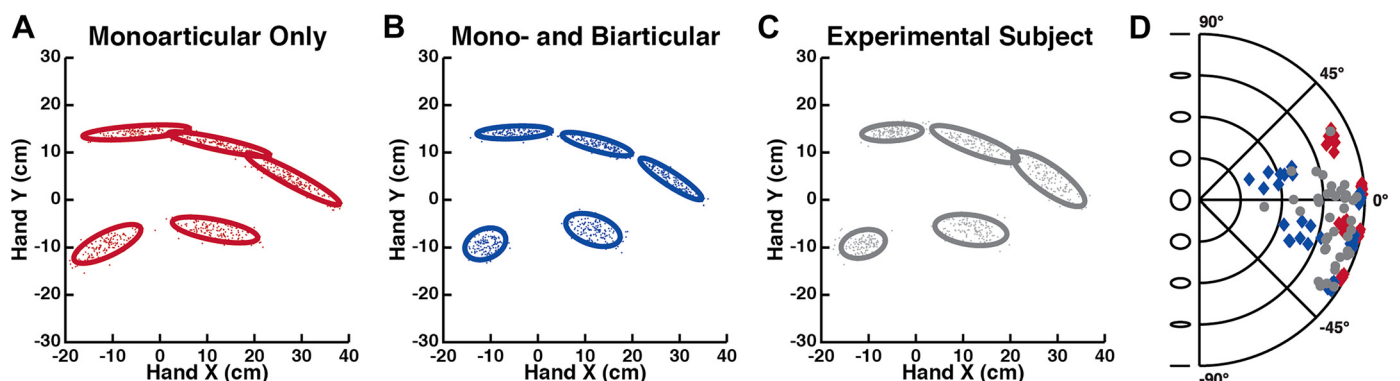 A
Monoarticular Only
30
20
10
0
-10
-20
-30
-20 -10 0 10 20 30 40
Hand Y (cm)
Hand X (cm)
B
Mono- and Biarticular
30
20
10
0
-10
-20
-30
-20 -10 0 10 20 30 40
Hand Y (cm)
Hand X (cm)
C
Experimental Subject
30
20
10
0
-10
-20
-30
-20 -10 0 10 20 30 40
Hand Y (cm)
Hand X (cm)
D
90°
45°
0°
-45°
-90°